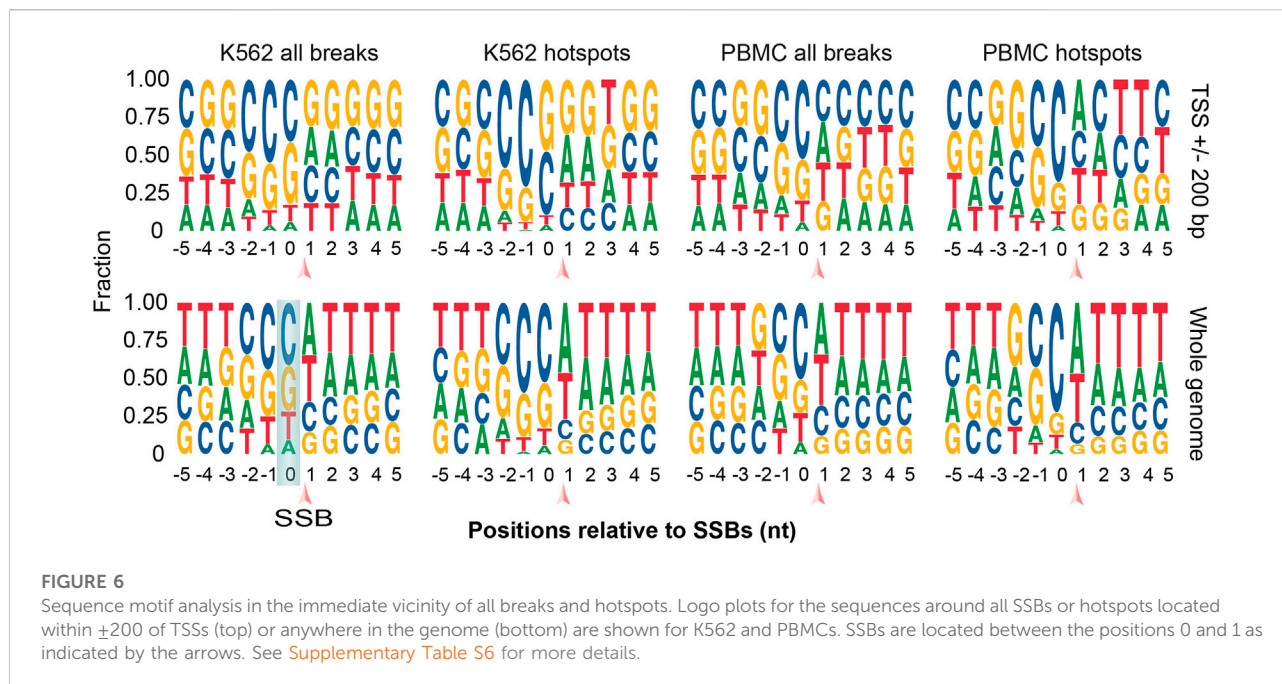 K562 all breaks K562 hotspots PBMC all breaks PBMC hotspots
1.00
0.75
0.50
0.25
0
C G G C C C G G G G G
G C C G G G A A C C C
T T T A T T C C T T T
A A A T A A T T A A A
-5 -4 -3 -2 -1 0 1 2 3 4 5
C G C C C G G G T G G
G C G G G C A A G C C
T T T A A T T T A T T
A A A T T A C C C A A
-5 -4 -3 -2 -1 0 1 2 3 4 5
C C G G C C C C C C C
G G C C G G A G T T G
T T A A A T T T G G T
A A T T T A G A A A A
-5 -4 -3 -2 -1 0 1 2 3 4 5
C C G G C C A C T T C
G G A C G G C A C C T
T A C A A T T T A G G
A T T T T A G G G A A
-5 -4 -3 -2 -1 0 1 2 3 4 5
TSS +/- 200 bp
Fraction
1.00
0.75
0.50
0.25
0
T T T C C C A T T T T
A A G G G G T A A A A
C G A A T T C C G G C
G C C T A A G G C C G
-5 -4 -3 -2 -1 0 1 2 3 4 5
T T T C C C A T T T T
C G G G G G T A A A A
A A C A T T C G G G G
G C A T A A G C C C C
-5 -4 -3 -2 -1 0 1 2 3 4 5
T T T G C C A T T T T
A A A T G G T A A A A
C G G A A T C C C C C
G C C C T A G G G G G
-5 -4 -3 -2 -1 0 1 2 3 4 5
T T T G C C A T T T T
C A A A G G T A A A A
A G G C A T C C C C C
G C C T T A G G G G G
-5 -4 -3 -2 -1 0 1 2 3 4 5
Whole genome
SSB
Positions relative to SSBs (nt)
FIGURE 6
Sequence motif analysis in the immediate vicinity of all breaks and hotspots. Logo plots for the sequences around all SSBs or hotspots located
within ±200 of TSSs (top) or anywhere in the genome (bottom) are shown for K562 and PBMCs. SSBs are located between the positions 0 and 1 as
indicated by the arrows. See Supplementary Table S6 for more details.